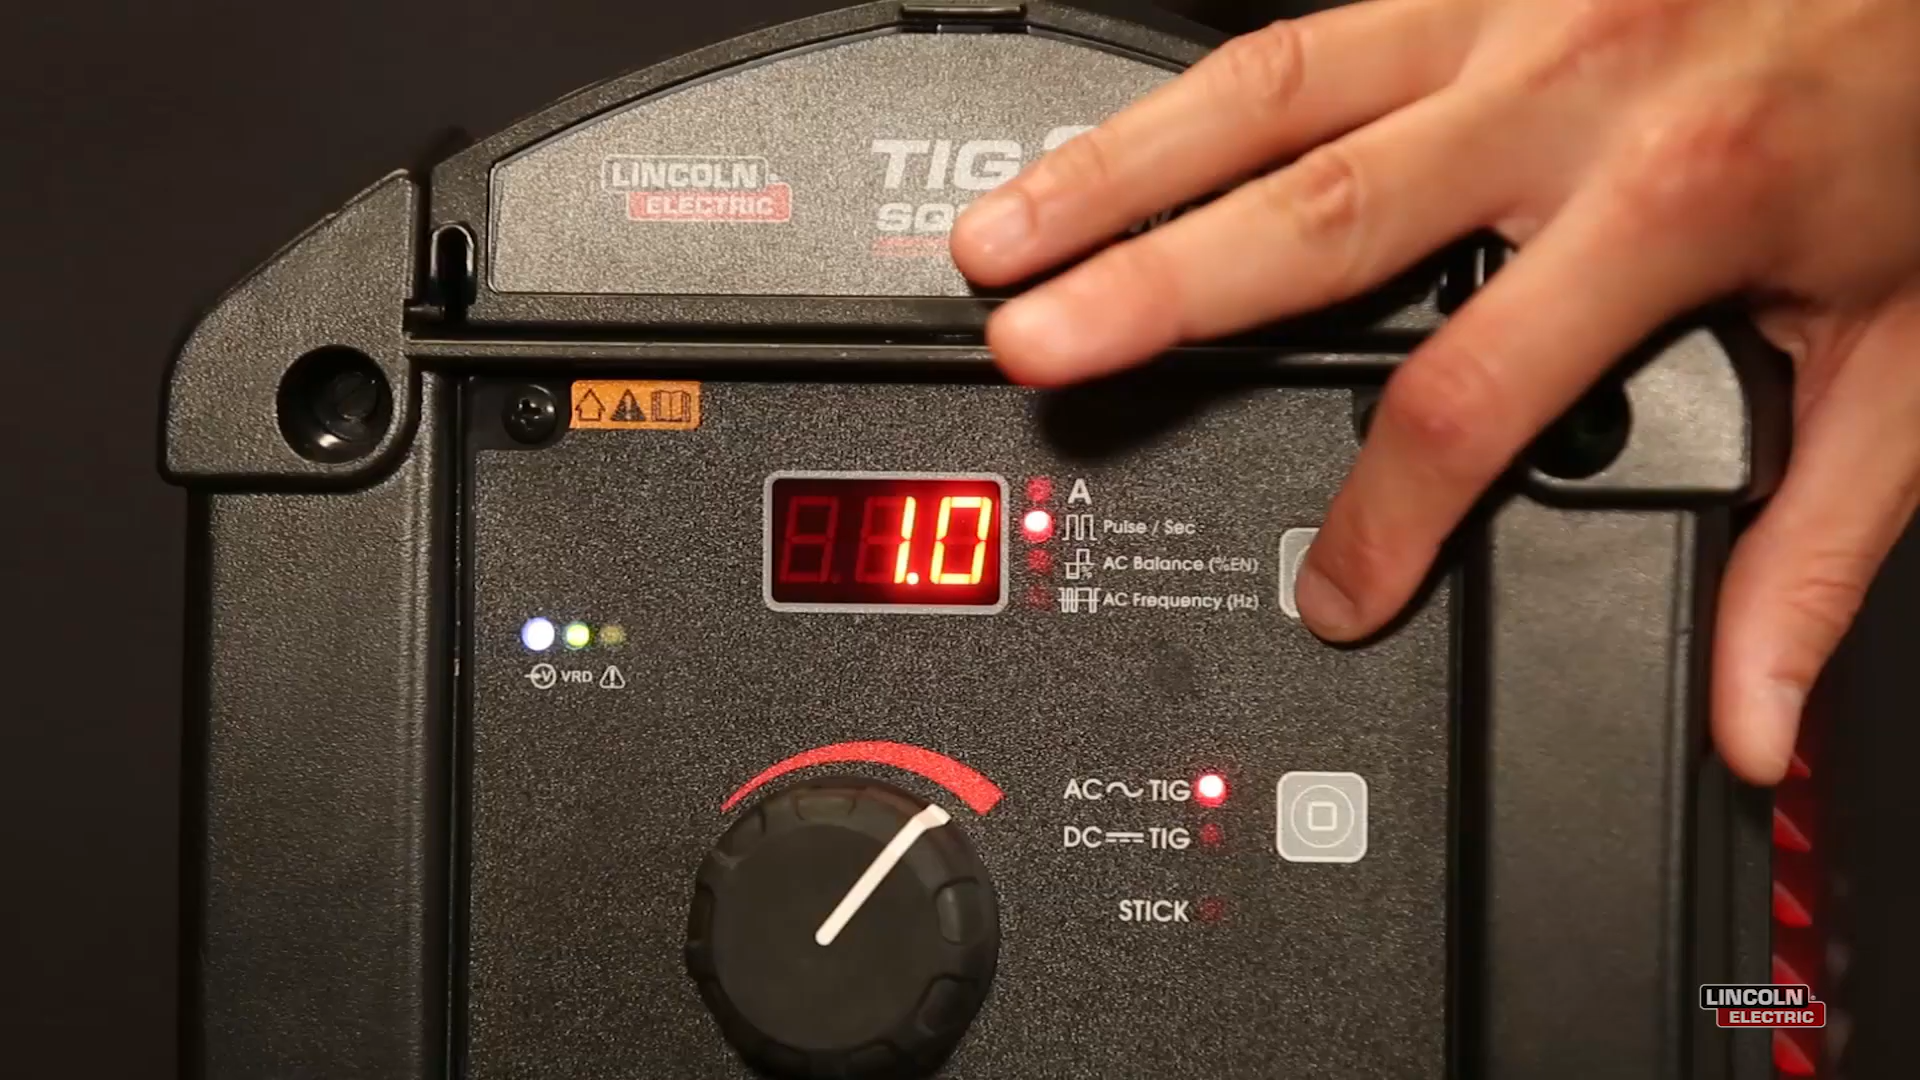 LINCOLN
ELECTRIC
TIG
1.0
A
Pulse / Sec
AC Balance (%EN)
AC Frequency (Hz)
V VRD
AC TIG
DC TIG
STICK
LINCOLN
ELECTRIC